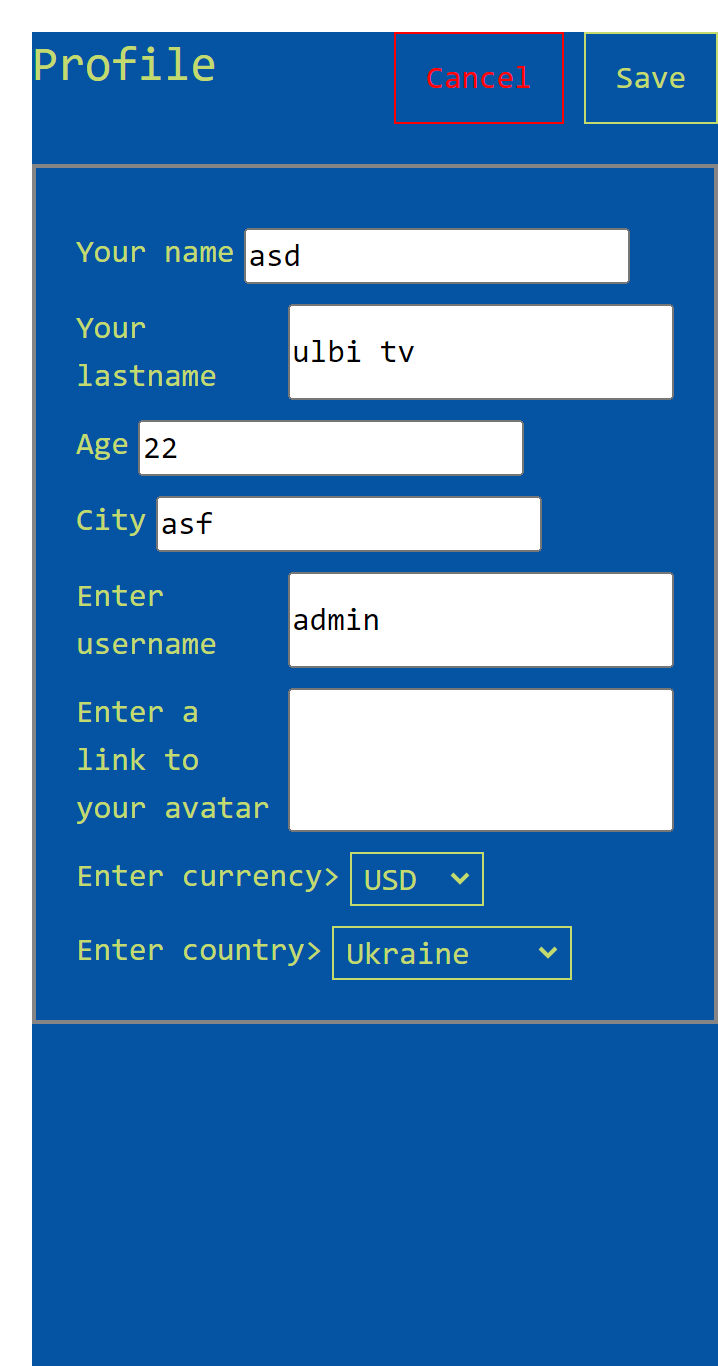 Profile
Cancel
Save
Your name asd
Your
lastname
ulbi tv
Age 22
City asf
Enter
username
admin
Enter a
link to
your avatar
Enter currency> USD
Enter country> Ukraine